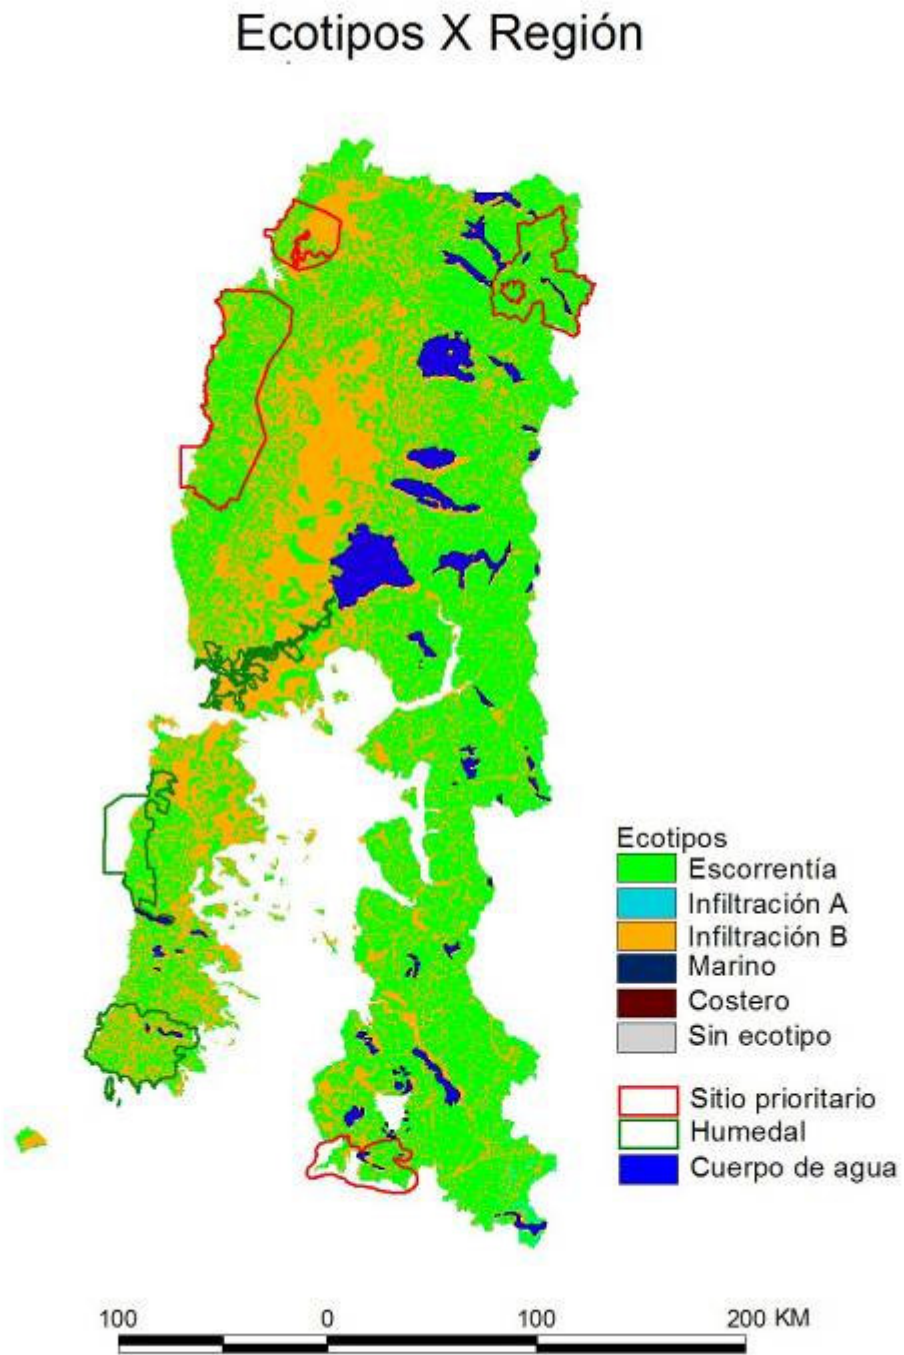 Ecotipos X Región
Ecotipos
Escorrentía
Infiltración A
Infiltración B
Marino
Costero
Sin ecotipo
Sitio prioritario
Humedal
Cuerpo de agua
100 0 100 200 KM